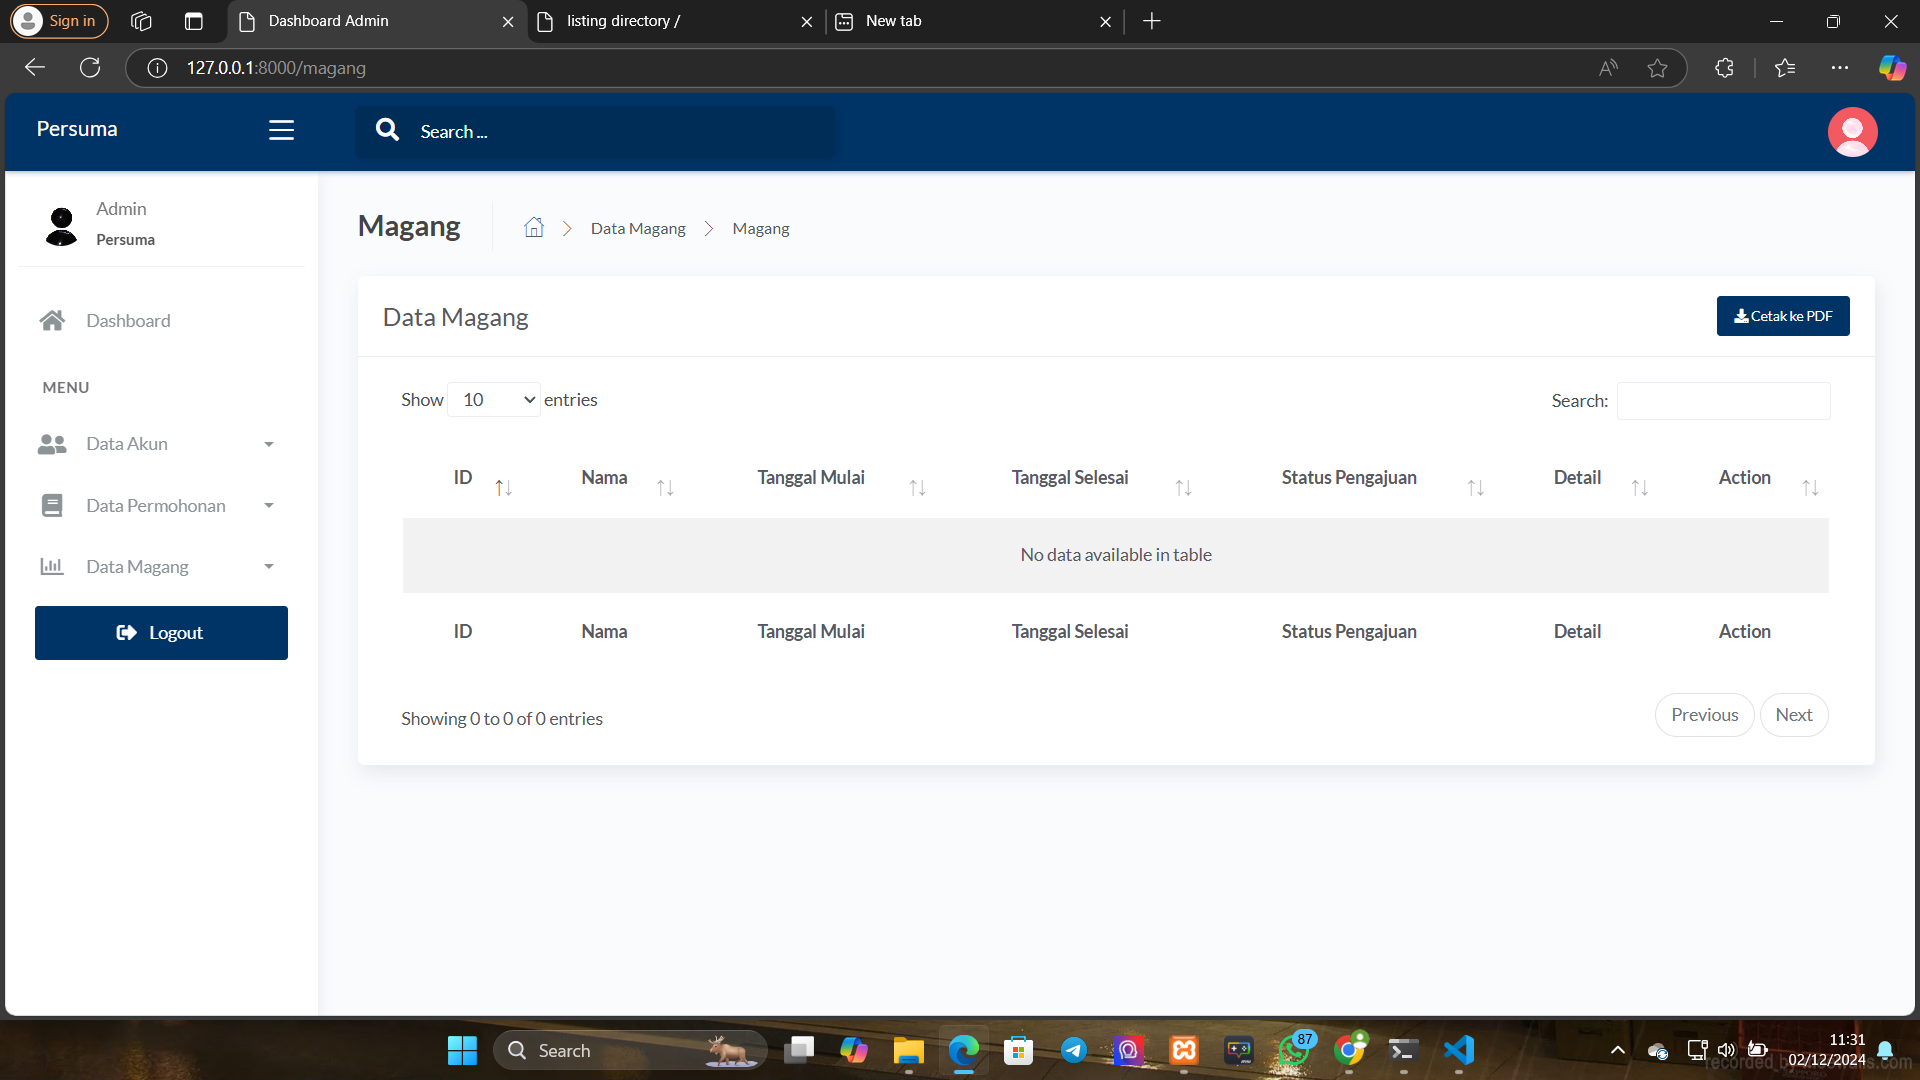 Sign in
Dashboard Admin
listing directory /
New tab
127.0.0.1:8000/magang
Persuma
Search ...
Admin
Persuma
Dashboard
MENU
Data Akun
Data Permohonan
Data Magang
Logout
Magang
Data Magang
Magang
Data Magang
Cetak ke PDF
Show 10 entries
Search:
ID Nama Tanggal Mulai Tanggal Selesai Status Pengajuan Detail Action
No data available in table
ID Nama Tanggal Mulai Tanggal Selesai Status Pengajuan Detail Action
Showing 0 to 0 of 0 entries
Previous Next
Search
87
11:31
02/12/2024